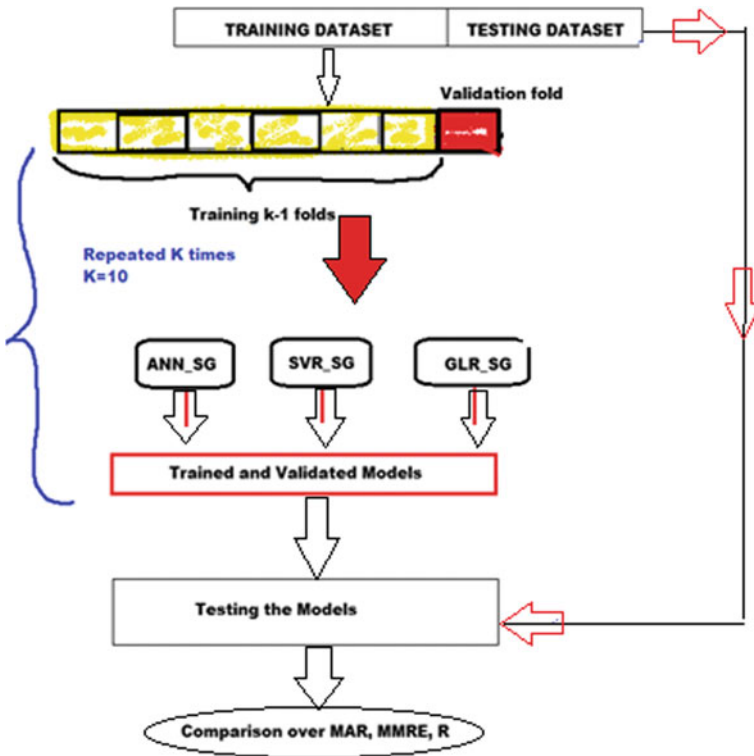 TRAINING DATASET
TESTING DATASET
Validation fold
Training k-1 folds
Repeated K times
K=10
ANN_SG
SVR_SG
GLR_SG
Trained and Validated Models
Testing the Models
Comparison over MAR, MMRE, R